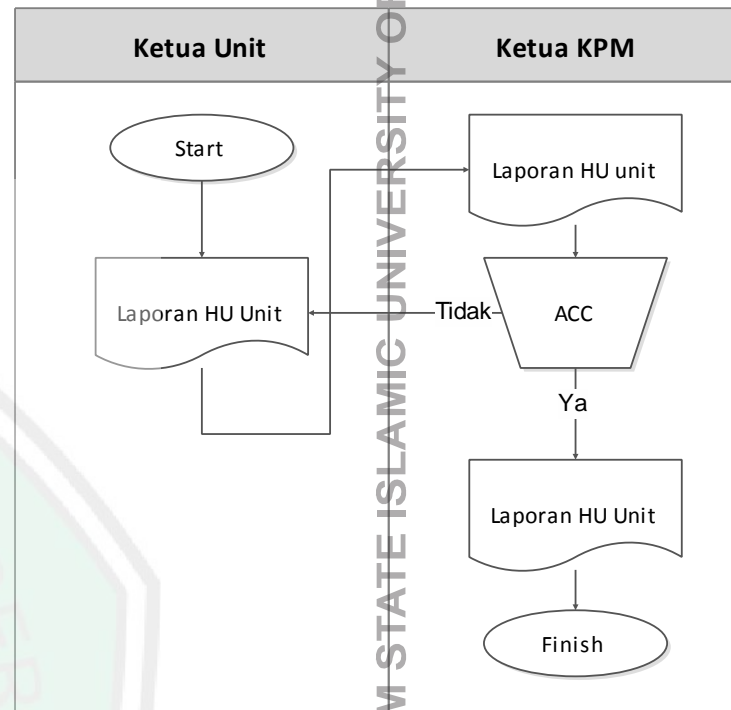 Ketua Unit
Ketua KPM
Start
Laporan HU unit
Laporan HU Unit
Tidak
ACC
Ya
Laporan HU Unit
Finish
M STATE ISLAMIC UNIVERSITY OF